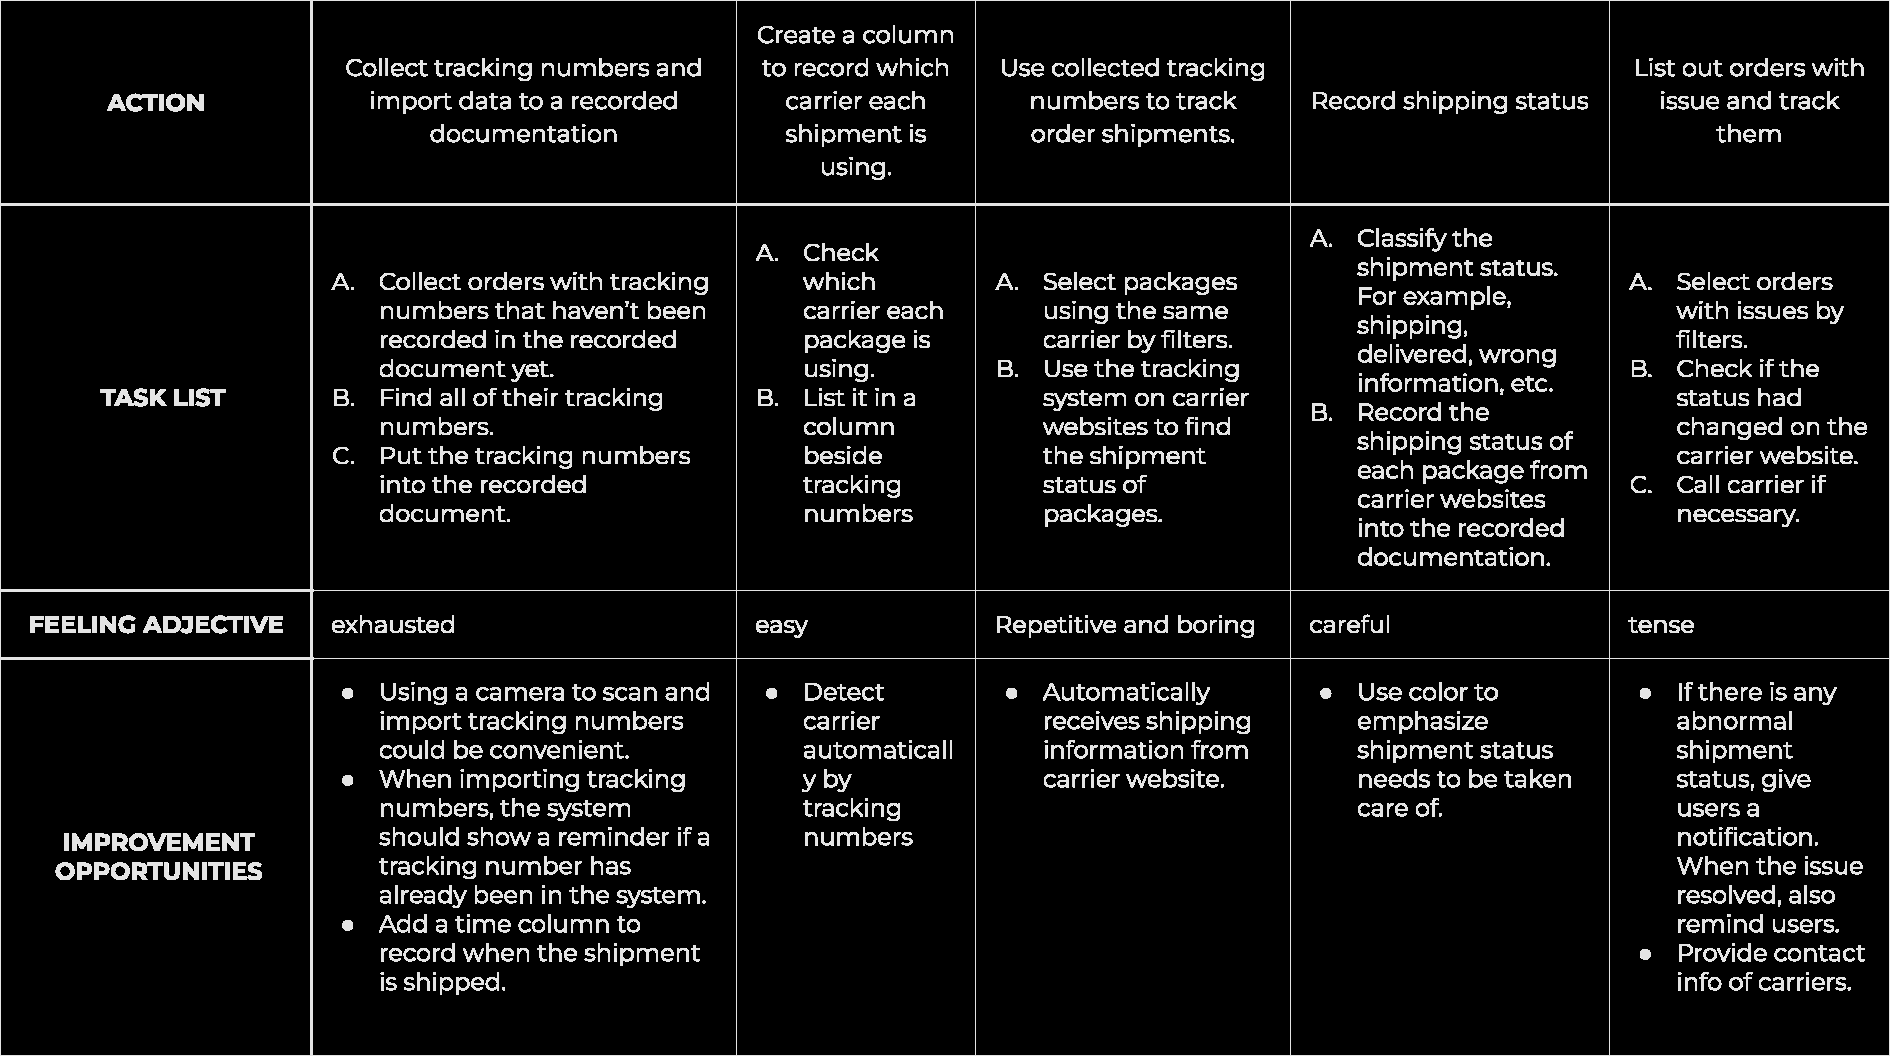 ACTION
Collect tracking numbers and
import data to a recorded
documentation
Create a column
to record which
carrier each
shipment is
using.
Use collected tracking
numbers to track
order shipments.
Record shipping status
List out orders with
issue and track
them
TASK LIST
A. Collect orders with tracking
numbers that haven’t been
recorded in the recorded
document yet.
B. Find all of their tracking
numbers.
C. Put the tracking numbers
into the recorded
document.
A. Check
which
carrier each
package is
using.
B. List it in a
column
beside
tracking
numbers
A. Select packages
using the same
carrier by filters.
B. Use the tracking
system on carrier
websites to find
the shipment
status of
packages.
A. Classify the
shipment status.
For example,
shipping,
delivered, wrong
information, etc.
B. Record the
shipping status of
each package from
carrier websites
into the recorded
documentation.
A. Select orders
with issues by
filters.
B. Check if the
status had
changed on the
carrier website.
C. Call carrier if
necessary.
FEELING ADJECTIVE
exhausted
easy
Repetitive and boring
careful
tense
IMPROVEMENT
OPPORTUNITIES
● Using a camera to scan and
import tracking numbers
could be convenient.
● When importing tracking
numbers, the system
should show a reminder if a
tracking number has
already been in the system.
● Add a time column to
record when the shipment
is shipped.
● Detect
carrier
automaticall
y by
tracking
numbers
● Automatically
receives shipping
information from
carrier website.
● Use color to
emphasize
shipment status
needs to be taken
care of.
● If there is any
abnormal
shipment
status, give
users a
notification.
When the issue
resolved, also
remind users.
● Provide contact
info of carriers.